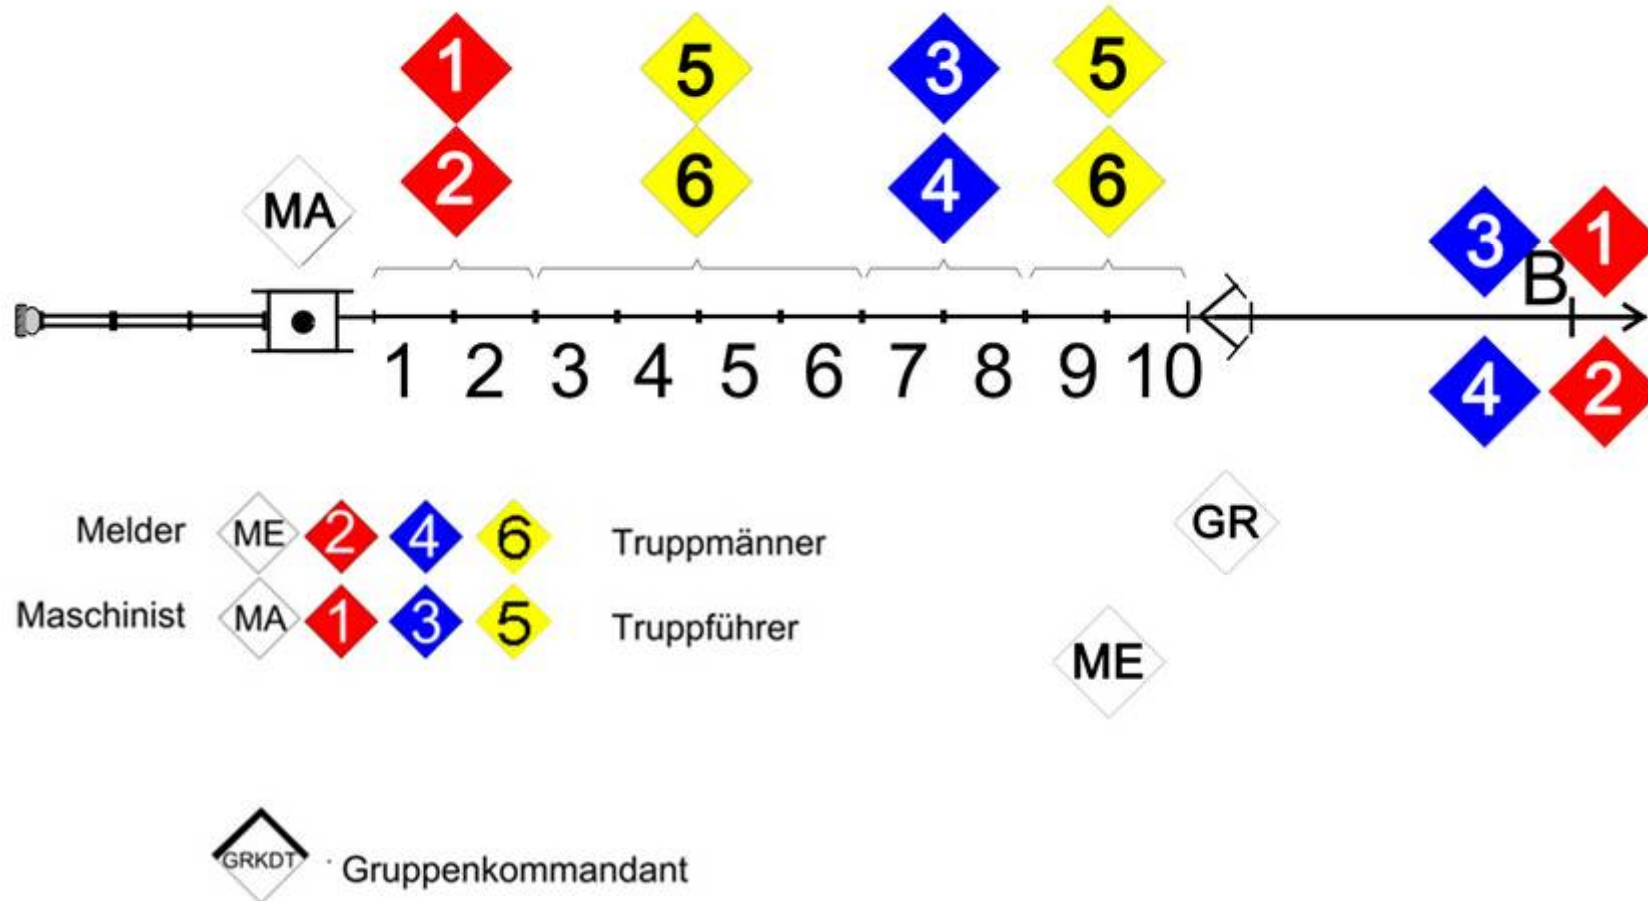 1 5 3 5
2 6 4 6
MA
3 1
B
1 2 3 4 5 6 7 8 9 10
4 2
GR
Melder ME 2 4 6 Truppmänner
Maschinist MA 1 3 5 Truppführer
ME
GRKDT . Gruppenkommandant